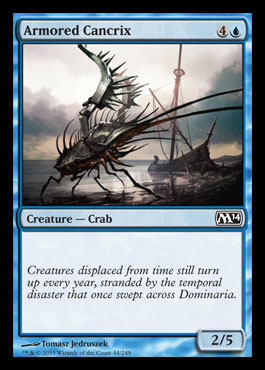 Armored Cancrix 4
Creature — Crab M14
Creatures displaced from time still turn
up every year, stranded by the temporal
disaster that once swept across Dominaria.
Tomasz Jedruszek
™ & © 2013 Wizards of the Coast 44/249
2/5